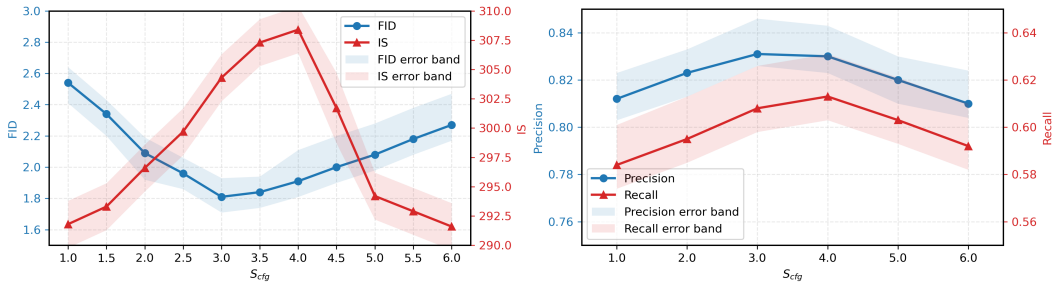 3.0
2.8
2.6
2.4
2.2
2.0
1.8
1.6
FID
1.0 1.5 2.0 2.5 3.0 3.5 4.0 4.5 5.0 5.5 6.0
S_cfg
310.0
307.5
305.0
302.5
300.0
297.5
295.0
292.5
290.0
IS
FID
IS
FID error band
IS error band
0.84
0.82
0.80
0.78
0.76
Precision
1.0 2.0 3.0 4.0 5.0 6.0
S_cfg
0.64
0.62
0.60
0.58
0.56
Recall
Precision
Recall
Precision error band
Recall error band